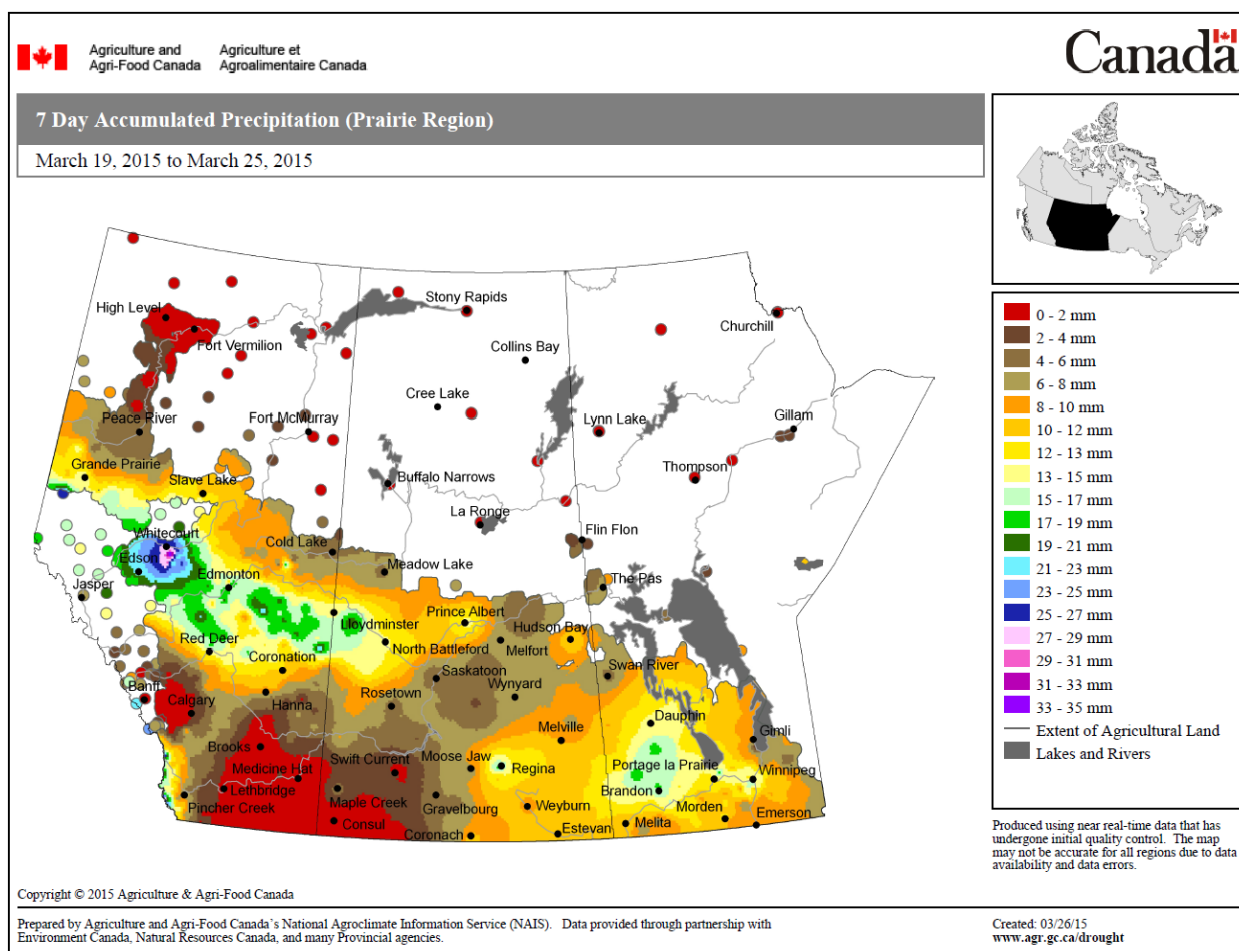 Agriculture and
Agri-Food Canada
Agriculture et
Agroalimentaire Canada
Canada
7 Day Accumulated Precipitation (Prairie Region)
March 19, 2015 to March 25, 2015
High Level
Fort Vermilion
Stony Rapids
Churchill
Collins Bay
Cree Lake
Peace River
Fort McMurray
Lynn Lake
Gillam
Grande Prairie
Slave Lake
Buffalo Narrows
Thompson
La Ronge
Flin Flon
Whitecourt
Cold Lake
Edson
Edmonton
Meadow Lake
Jasper
The Pas
Lloydminster
Prince Albert
Hudson Bay
Red Deer
North Battleford
Melfort
Coronation
Saskatoon
Swan River
Banff
Wynyard
Calgary
Hanna
Rosetown
Dauphin
Melville
Gimli
Brooks
Swift Current
Moose Jaw
Regina
Portage la Prairie
Winnipeg
Medicine Hat
Lethbridge
Pincher Creek
Maple Creek
Gravelbourg
Weyburn
Brandon
Morden
Emerson
Consul
Coronach
Estevan
Melita
0 - 2 mm
2 - 4 mm
4 - 6 mm
6 - 8 mm
8 - 10 mm
10 - 12 mm
12 - 13 mm
13 - 15 mm
15 - 17 mm
17 - 19 mm
19 - 21 mm
21 - 23 mm
23 - 25 mm
25 - 27 mm
27 - 29 mm
29 - 31 mm
31 - 33 mm
33 - 35 mm
Extent of Agricultural Land
Lakes and Rivers
Produced using near real-time data that has
undergone initial quality control. The map
may not be accurate for all regions due to data
availability and data errors.
Copyright © 2015 Agriculture & Agri-Food Canada
Prepared by Agriculture and Agri-Food Canada's National Agroclimate Information Service (NAIS). Data provided through partnership with
Environment Canada, Natural Resources Canada, and many Provincial agencies.
Created: 03/26/15
www.agr.gc.ca/drought